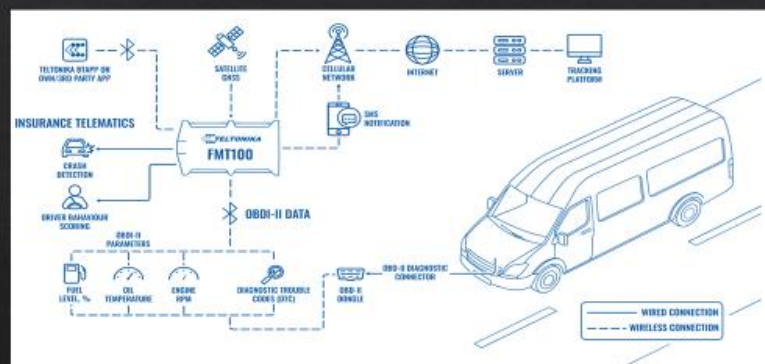 TELTONIKA BTAPP OR
OWN/3RD PARTY APP
SATELLITE
GNSS
CELLULAR
NETWORK
INTERNET
SERVER
TRACKING
PLATFORM
INSURANCE TELEMATICS
TELTONIKA
FMT100
SMS
NOTIFICATION
CRASH
DETECTION
DRIVER BAHAVIOUR
SCORING
OBDI-II DATA
OBDI-II
PARAMETERS
FUEL
LEVEL, %
OIL
TEMPERATURE
ENGINE
RPM
DIAGNOSTIC TROUBLE
CODES (DTC)
OBD-II
DONGLE
OBD-II DIAGNOSTIC
CONNECTOR
WIRED CONNECTION
WIRELESS CONNECTION